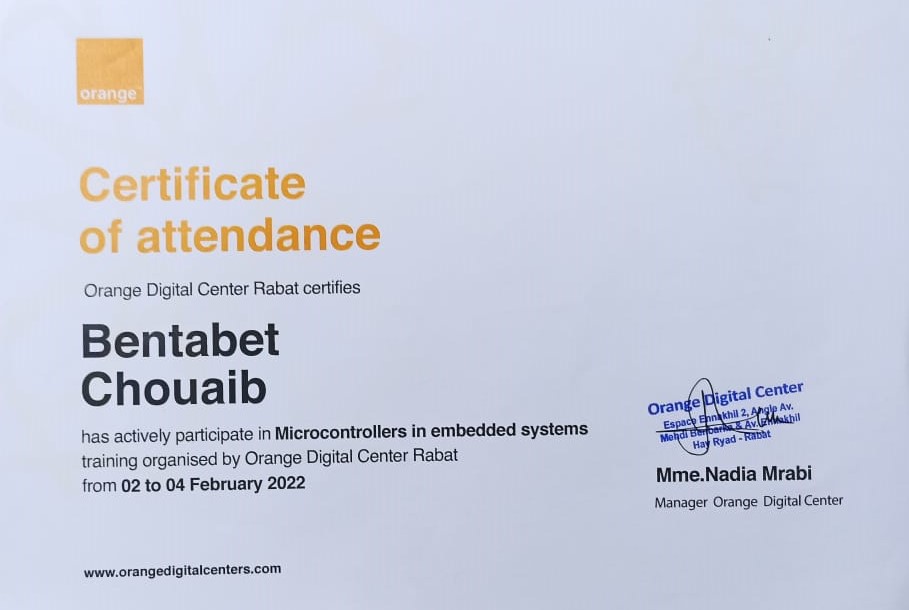 orange
Certificate
of attendance
Orange Digital Center Rabat certifies
Bentabet
Chouaib
has actively participate in Microcontrollers in embedded systems
training organised by Orange Digital Center Rabat
from 02 to 04 February 2022
Orange Digital Center
Espace Ennakhil 2, Angle Av.
Mehdi Benbarka & Av. Ennakhil
Hay Ryad - Rabat
Mme.Nadia Mrabi
Manager Orange Digital Center
www.orangedigitalcenters.com